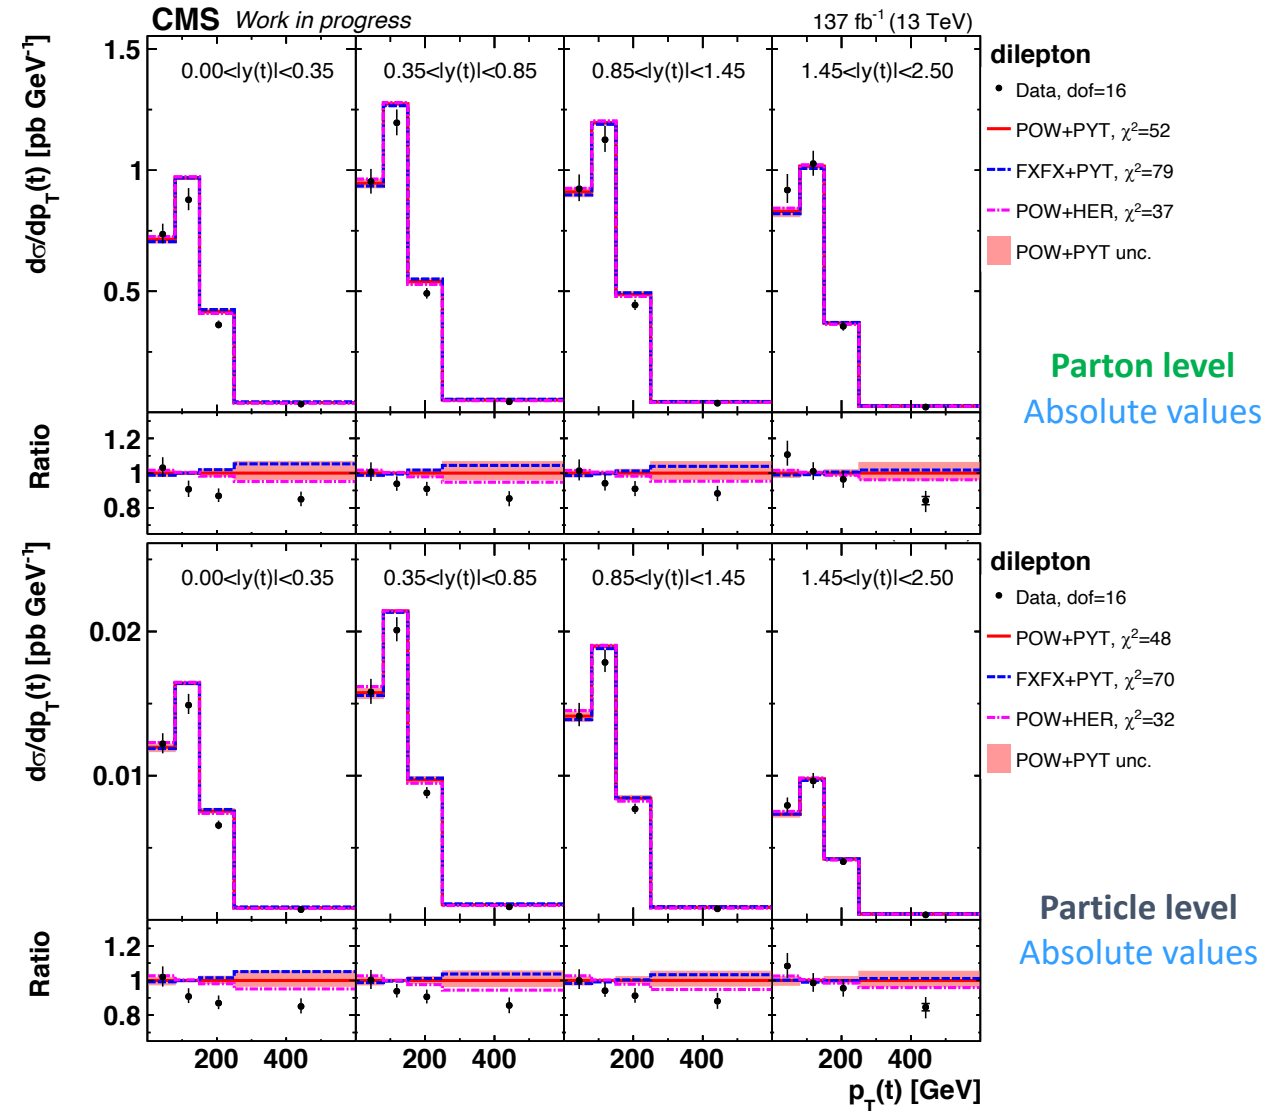 CMS Work in progress 137 fb⁻¹ (13 TeV)
dσ/dp_T(t) [pb GeV⁻¹]
1.5
1
0.5
0.00<|y(t)|<0.35 0.35<|y(t)|<0.85 0.85<|y(t)|<1.45 1.45<|y(t)|<2.50
dilepton
Data, dof=16
POW+PYT, χ²=52
FXFX+PYT, χ²=79
POW+HER, χ²=37
POW+PYT unc.
Parton level
Absolute values
Ratio
1.2
1
0.8
dσ/dp_T(t) [pb GeV⁻¹]
0.02
0.01
0.00<|y(t)|<0.35 0.35<|y(t)|<0.85 0.85<|y(t)|<1.45 1.45<|y(t)|<2.50
dilepton
Data, dof=16
POW+PYT, χ²=48
FXFX+PYT, χ²=70
POW+HER, χ²=32
POW+PYT unc.
Particle level
Absolute values
Ratio
1.2
1
0.8
200 400 200 400 200 400 200 400
p_T(t) [GeV]